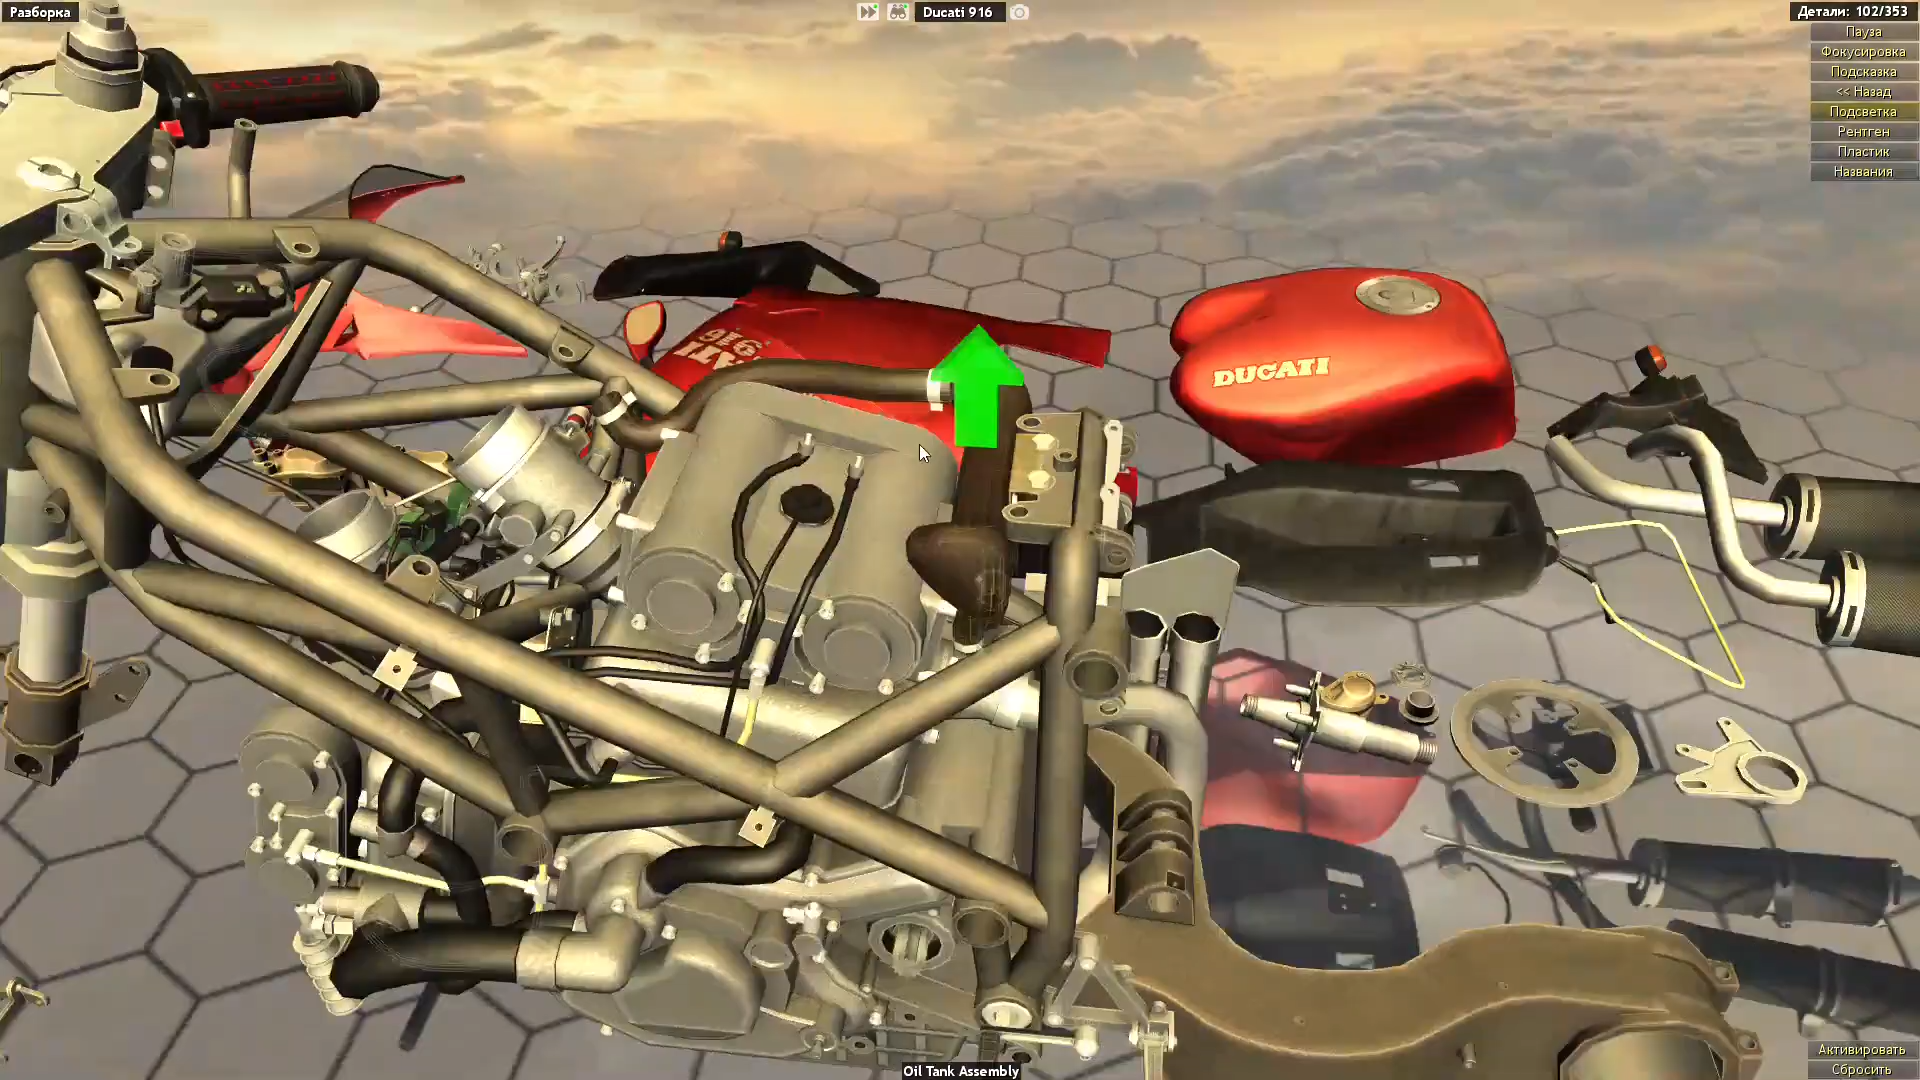 Разборка
Ducati 916
Детали: 102/353
Пауза
Фокусировка
Подсказка
<< Назад
Подсветка
Рентген
Пластик
Названия
916
DUCATI
Oil Tank Assembly
Активировать
Сбросить